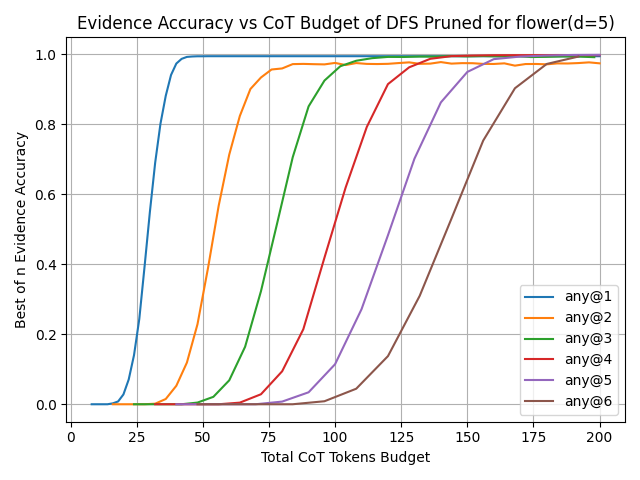 Evidence Accuracy vs CoT Budget of DFS Pruned for flower(d=5)
Best of n Evidence Accuracy
1.0
0.8
0.6
0.4
0.2
0.0
any@1
any@2
any@3
any@4
any@5
any@6
0 25 50 75 100 125 150 175 200
Total CoT Tokens Budget